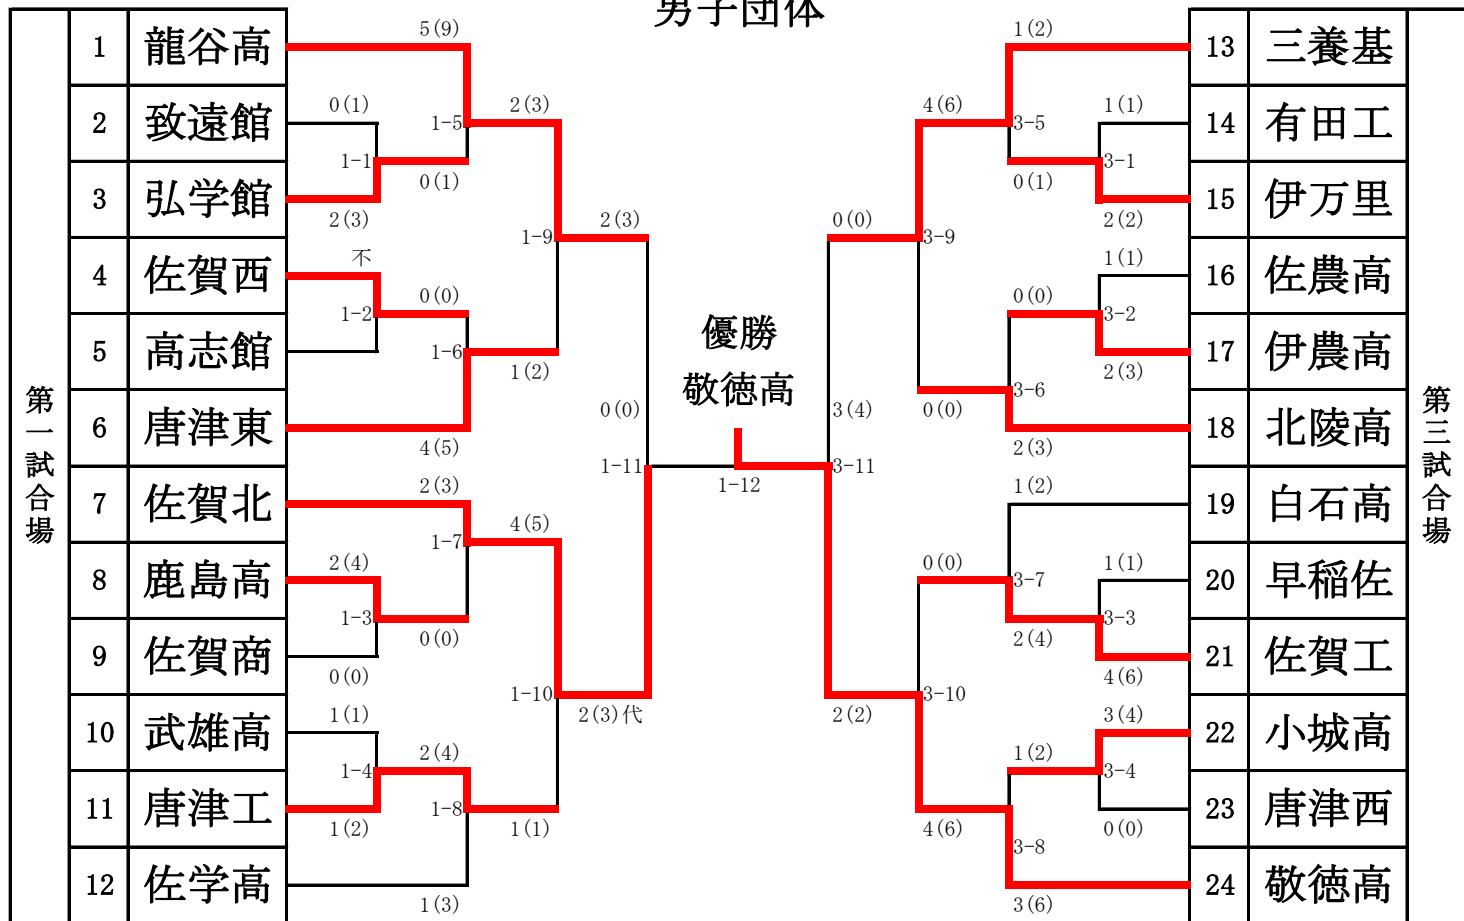 男子団体
第一試合場
1 龍谷高
2 致遠館
3 弘学館
4 佐賀西
5 高志館
6 唐津東
7 佐賀北
8 鹿島高
9 佐賀商
10 武雄高
11 唐津工
12 佐学高
5(9)
0(1)
1-5
1-1
0(1)
2(3)
2(3)
不
1-2
0(0)
1-6
4(5)
1-9
1(2)
2(3)
0(0)
1-11
2(3)
1-7
2(4)
1-3
0(0)
0(0)
4(5)
1-10
2(3)代
1(1)
1-4
2(4)
1(2)
1-8
1(1)
1(3)
優勝
敬徳高
1-12
1(2)
4(6)
3-5
1(1)
3-1
0(1)
2(2)
0(0)
3-9
1(1)
0(0)
3-2
2(3)
3-6
0(0)
2(3)
3(4)
3-11
1(2)
0(0)
3-7
1(1)
3-3
2(4)
4(6)
3-10
2(2)
3(4)
1(2)
3-4
0(0)
4(6)
3-8
3(6)
13 三養基
14 有田工
15 伊万里
16 佐農高
17 伊農高
18 北陵高
19 白石高
20 早稲佐
21 佐賀工
22 小城高
23 唐津西
24 敬徳高
第三試合場